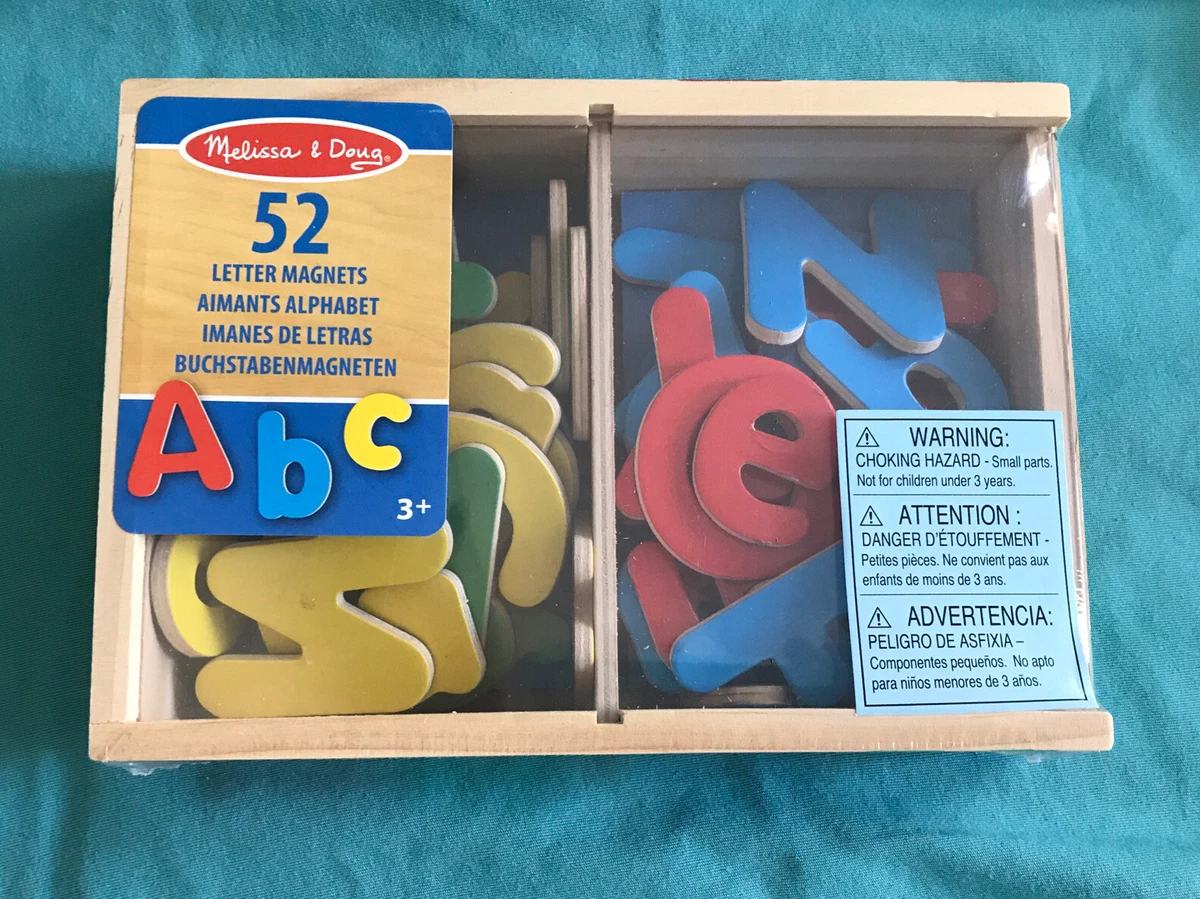 Melissa & Doug®
52
LETTER MAGNETS
AIMANTS ALPHABET
IMANES DE LETRAS
BUCHSTABENMAGNETEN
A b c
3+
N
e
⚠ WARNING:
CHOKING HAZARD - Small parts.
Not for children under 3 years.
⚠ ATTENTION :
DANGER D'ÉTOUFFEMENT -
Petites pièces. Ne convient pas aux
enfants de moins de 3 ans.
⚠ ADVERTENCIA:
PELIGRO DE ASFIXIA –
Componentes pequeños. No apto
para niños menores de 3 años.